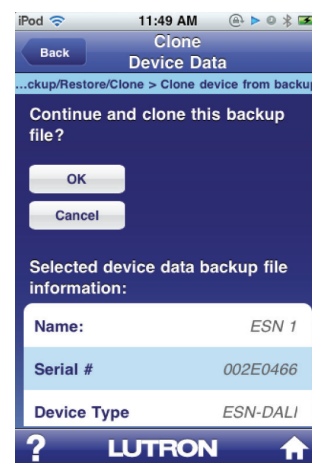 iPod 11:49 AM
Back
Clone
Device Data
...ckup/Restore/Clone > Clone device from backup
Continue and clone this backup
file?
OK
Cancel
Selected device data backup file
information:
Name: ESN 1
Serial # 002E0466
Device Type ESN-DALI
? LUTRON